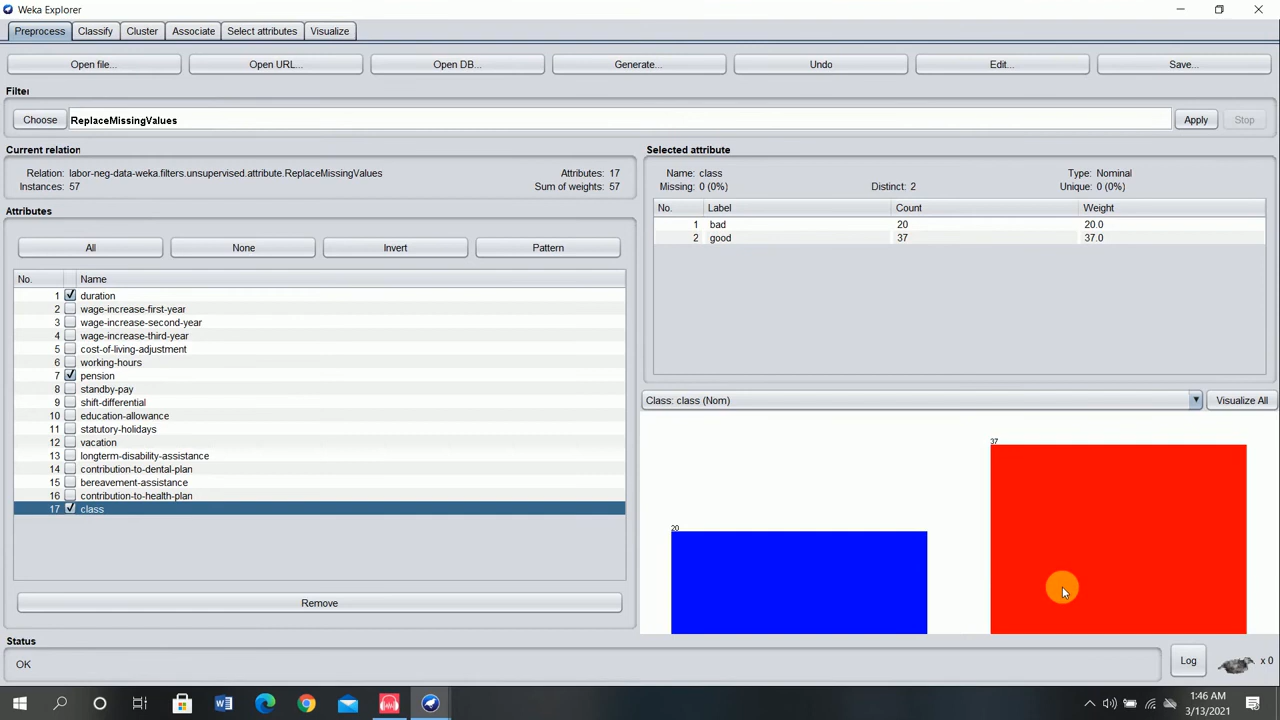 Weka Explorer
Preprocess Classify Cluster Associate Select attributes Visualize
Open file... Open URL... Open DB... Generate... Undo Edit... Save...
Filter
Choose ReplaceMissingValues Apply Stop
Current relation
Relation: labor-neg-data-weka.filters.unsupervised.attribute.ReplaceMissingValues Attributes: 17
Instances: 57 Sum of weights: 57
Attributes
All None Invert Pattern
No. Name
1 duration
2 wage-increase-first-year
3 wage-increase-second-year
4 wage-increase-third-year
5 cost-of-living-adjustment
6 working-hours
7 pension
8 standby-pay
9 shift-differential
10 education-allowance
11 statutory-holidays
12 vacation
13 longterm-disability-assistance
14 contribution-to-dental-plan
15 bereavement-assistance
16 contribution-to-health-plan
17 class
Remove
Selected attribute
Name: class Type: Nominal
Missing: 0 (0%) Distinct: 2 Unique: 0 (0%)
No. Label Count Weight
1 bad 20 20.0
2 good 37 37.0
Class: class (Nom) Visualize All
37
20
Status
OK
Log x 0
1:46 AM
3/13/2021